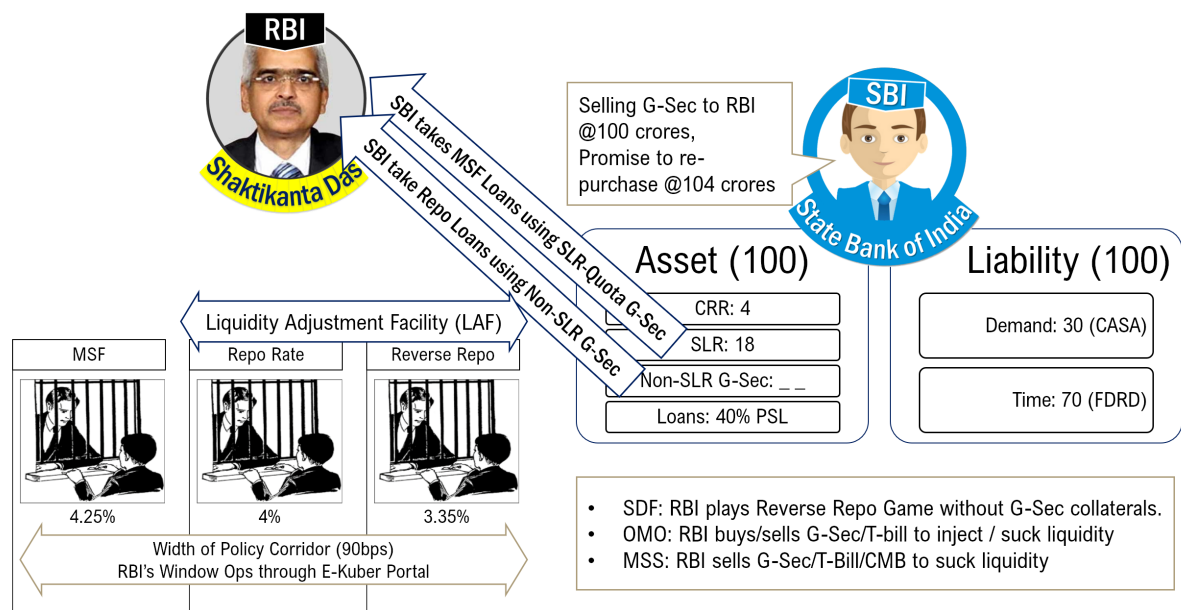 RBI
Shaktikanta Das
SBI takes MSF Loans using SLR-Quota G-Sec
SBI take Repo Loans using Non-SLR G-Sec
Selling G-Sec to RBI
@100 crores,
Promise to re-
purchase @104 crores
SBI
State Bank of India
Asset (100)
CRR: 4
SLR: 18
Non-SLR G-Sec: _ _
Loans: 40% PSL
Liability (100)
Demand: 30 (CASA)
Time: 70 (FDRD)
Liquidity Adjustment Facility (LAF)
MSF
Repo Rate
Reverse Repo
4.25%
4%
3.35%
Width of Policy Corridor (90bps)
RBI's Window Ops through E-Kuber Portal
• SDF: RBI plays Reverse Repo Game without G-Sec collaterals.
• OMO: RBI buys/sells G-Sec/T-bill to inject / suck liquidity
• MSS: RBI sells G-Sec/T-Bill/CMB to suck liquidity